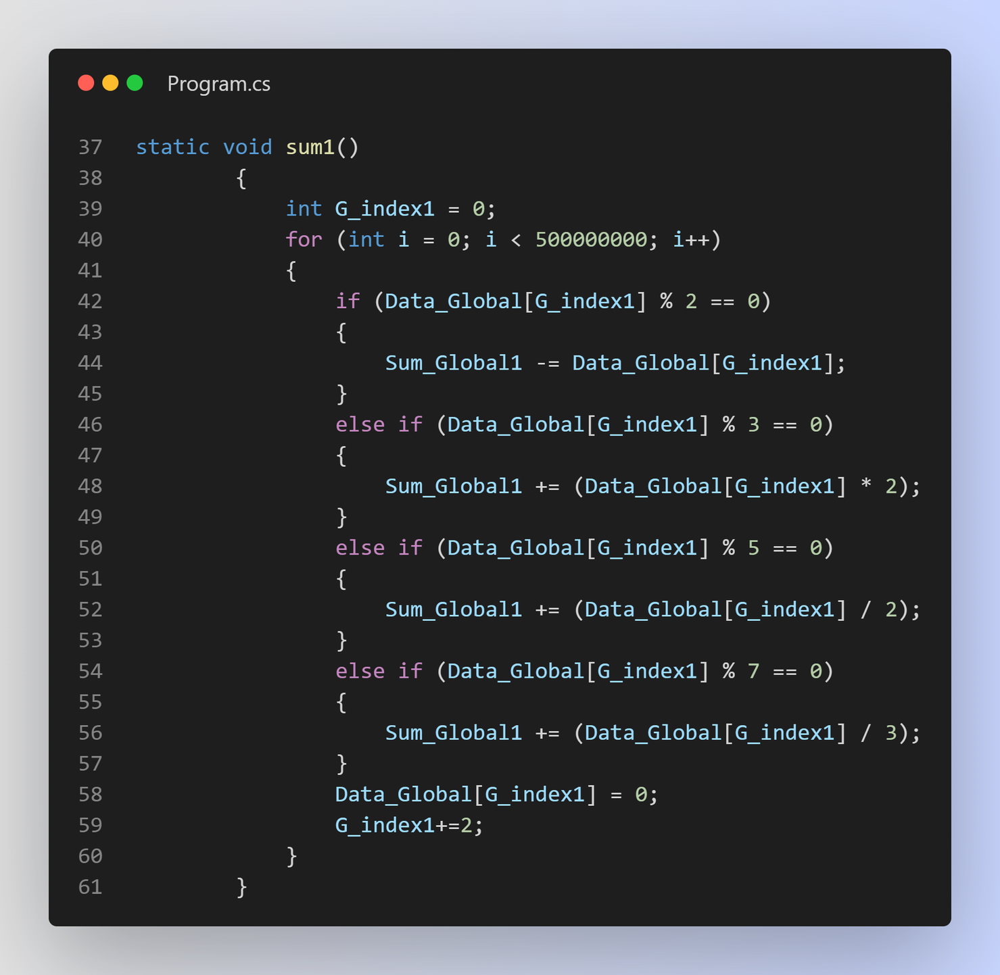 Program.cs
37 static void sum1()
38         {
39             int G_index1 = 0;
40             for (int i = 0; i < 500000000; i++)
41             {
42                 if (Data_Global[G_index1] % 2 == 0)
43                 {
44                     Sum_Global1 -= Data_Global[G_index1];
45                 }
46                 else if (Data_Global[G_index1] % 3 == 0)
47                 {
48                     Sum_Global1 += (Data_Global[G_index1] * 2);
49                 }
50                 else if (Data_Global[G_index1] % 5 == 0)
51                 {
52                     Sum_Global1 += (Data_Global[G_index1] / 2);
53                 }
54                 else if (Data_Global[G_index1] % 7 == 0)
55                 {
56                     Sum_Global1 += (Data_Global[G_index1] / 3);
57                 }
58                 Data_Global[G_index1] = 0;
59                 G_index1+=2;
60             }
61         }